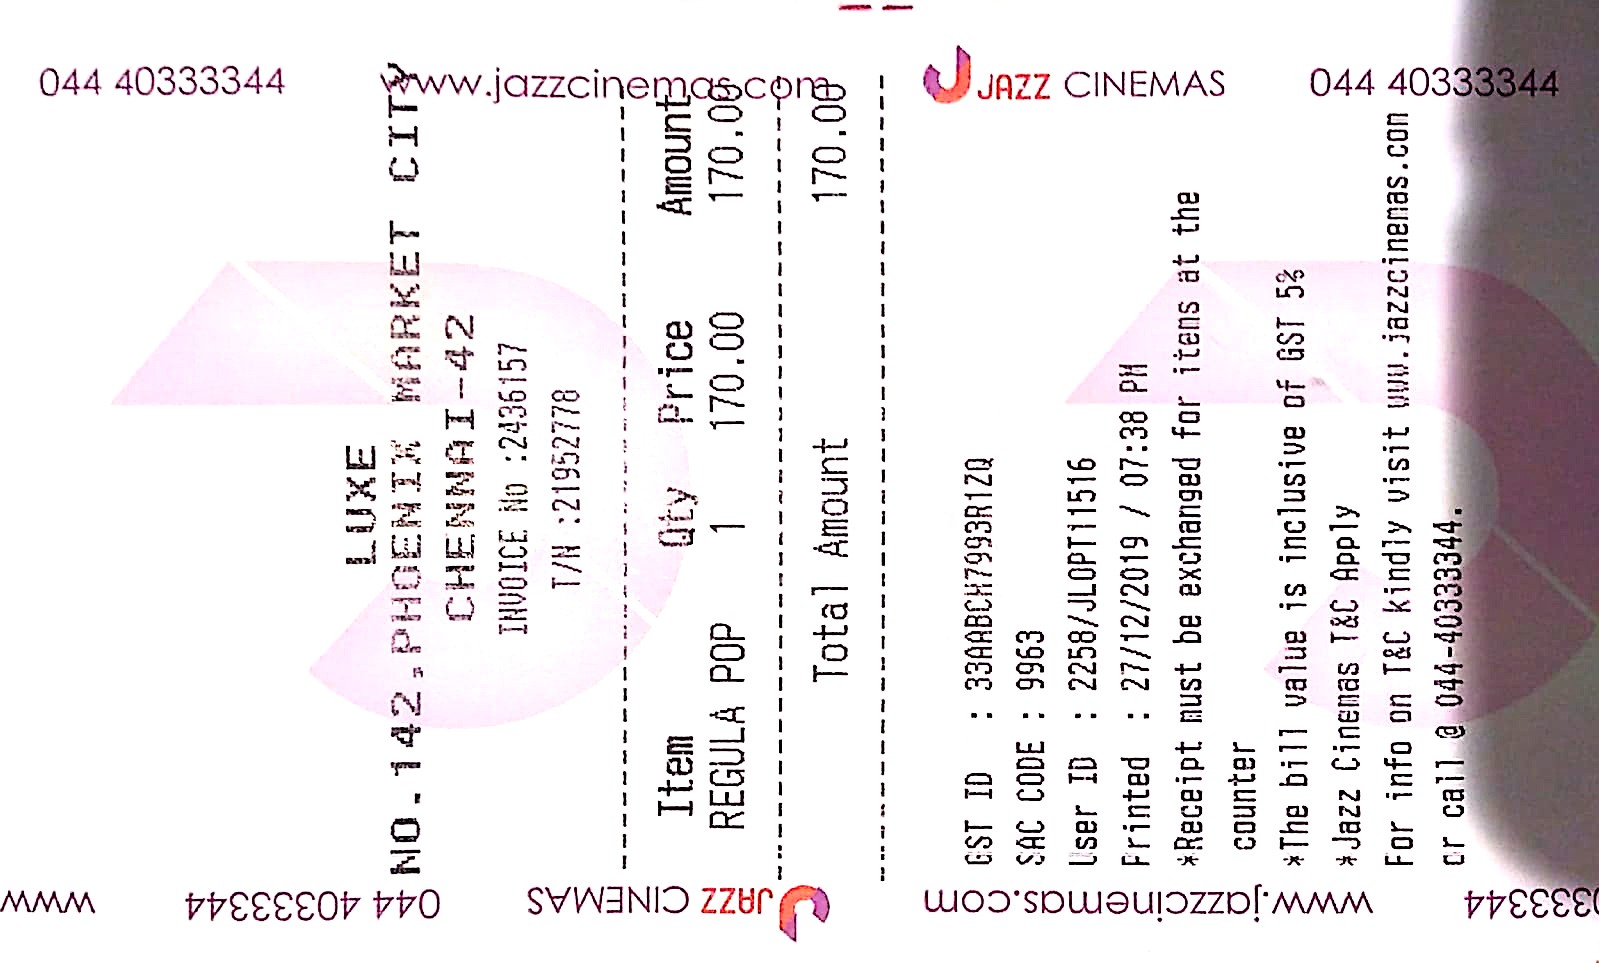 LUXE
NO.142,PHOENIX MARKET CITY
CHENNAI-42
INVOICE No :2436157
T/N :21952778
Item Qty Price Amount
REGULA POP 1 170.00 170.00
Total Amount 170.00
GST ID : 33AABCH7993R1ZQ
SAC CODE : 9963
User ID : 2258/JLOPT11516
Printed : 27/12/2019 / 07:38 PM
*Receipt must be exchanged for items at the
counter
*The bill value is inclusive of GST 5%
*Jazz Cinemas T&C Apply
For info on T&C kindly visit www.jazzcinemas.com
or call @ 044-40333344.
www
044 40333344
JAZZ CINEMAS
www.jazzcinemas.com
0333344
044 40333344
www.jazzcinemas.com
JAZZ CINEMAS
044 40333344